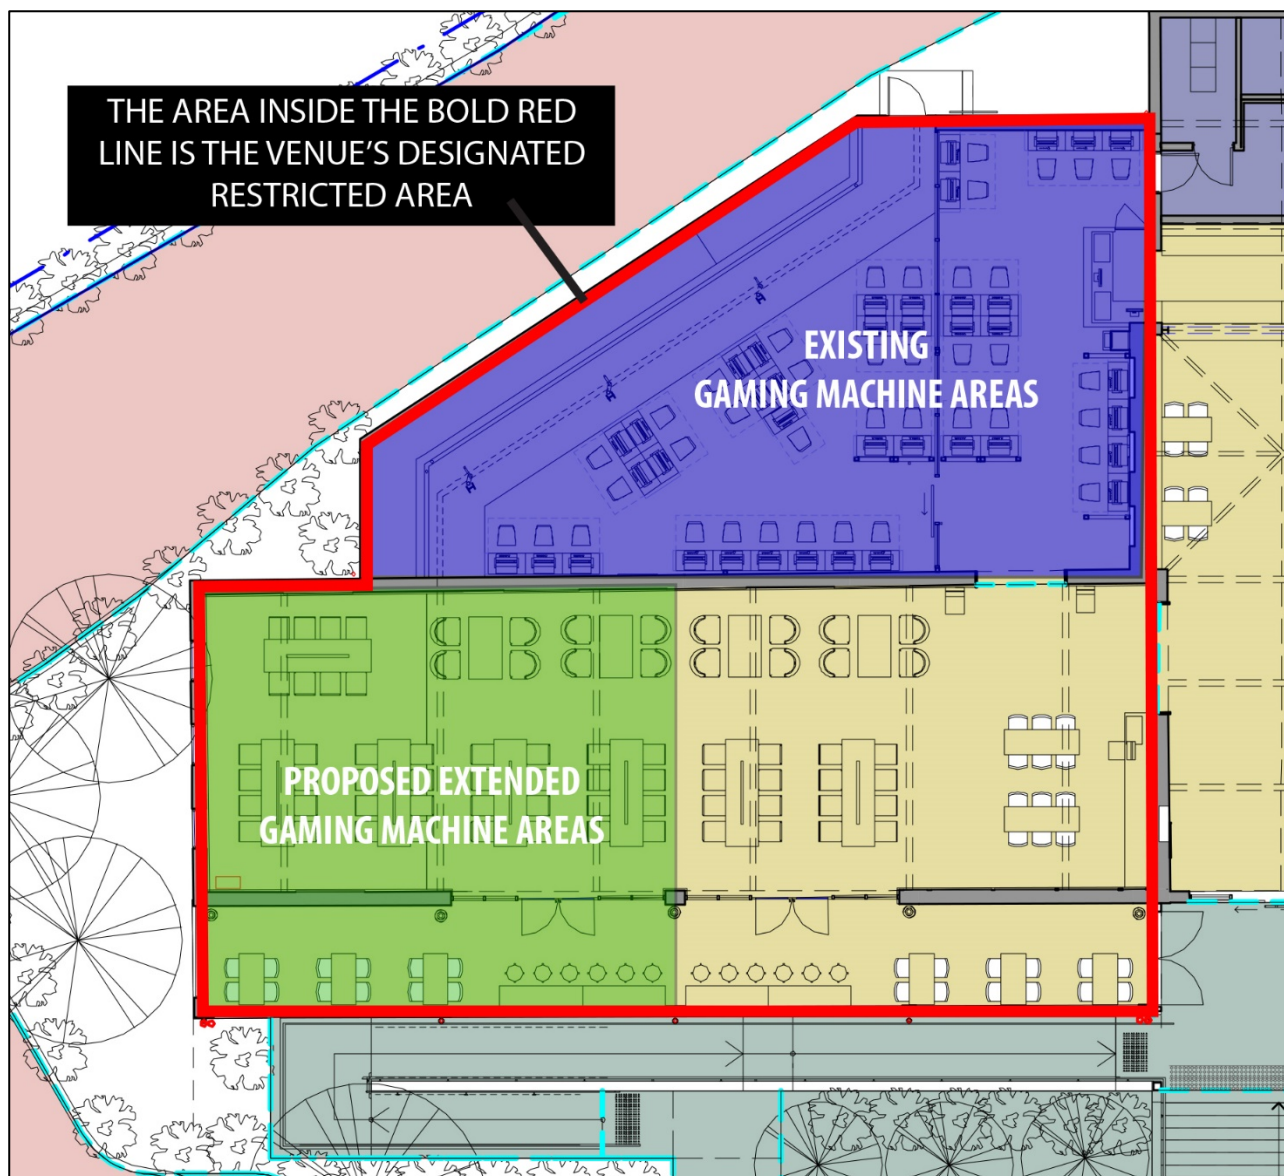 THE AREA INSIDE THE BOLD RED
LINE IS THE VENUE'S DESIGNATED
RESTRICTED AREA
EXISTING
GAMING MACHINE AREAS
PROPOSED EXTENDED
GAMING MACHINE AREAS